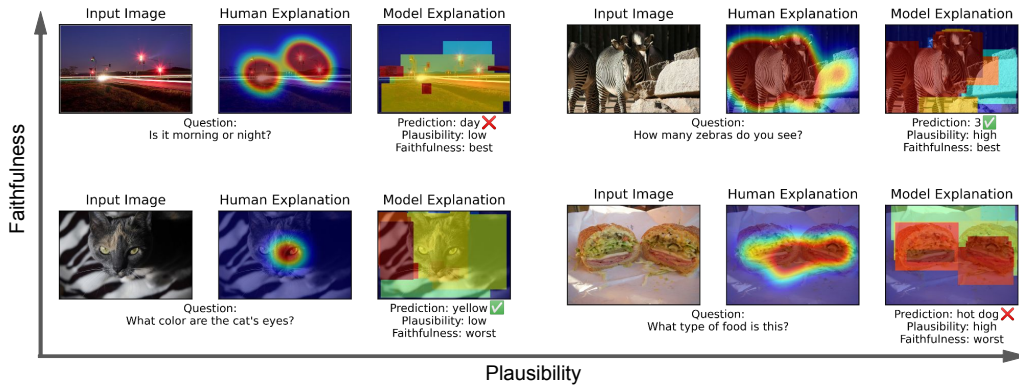 Faithfulness
Input Image Human Explanation Model Explanation
Question:
Is it morning or night?
Prediction: day❌
Plausibility: low
Faithfulness: best
Input Image Human Explanation Model Explanation
Question:
How many zebras do you see?
Prediction: 3✅
Plausibility: high
Faithfulness: best
Input Image Human Explanation Model Explanation
Question:
What color are the cat's eyes?
Prediction: yellow✅
Plausibility: low
Faithfulness: worst
Input Image Human Explanation Model Explanation
Question:
What type of food is this?
Prediction: hot dog❌
Plausibility: high
Faithfulness: worst
Plausibility